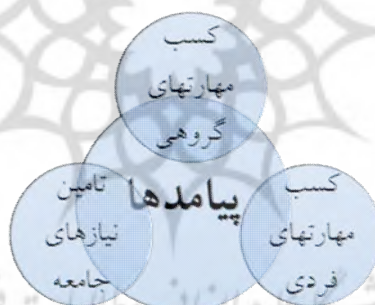 کسب
مهارتهای
گروهی
پیامدها
کسب
مهارتهای
فردی
تامین
نیازهای
جامعه